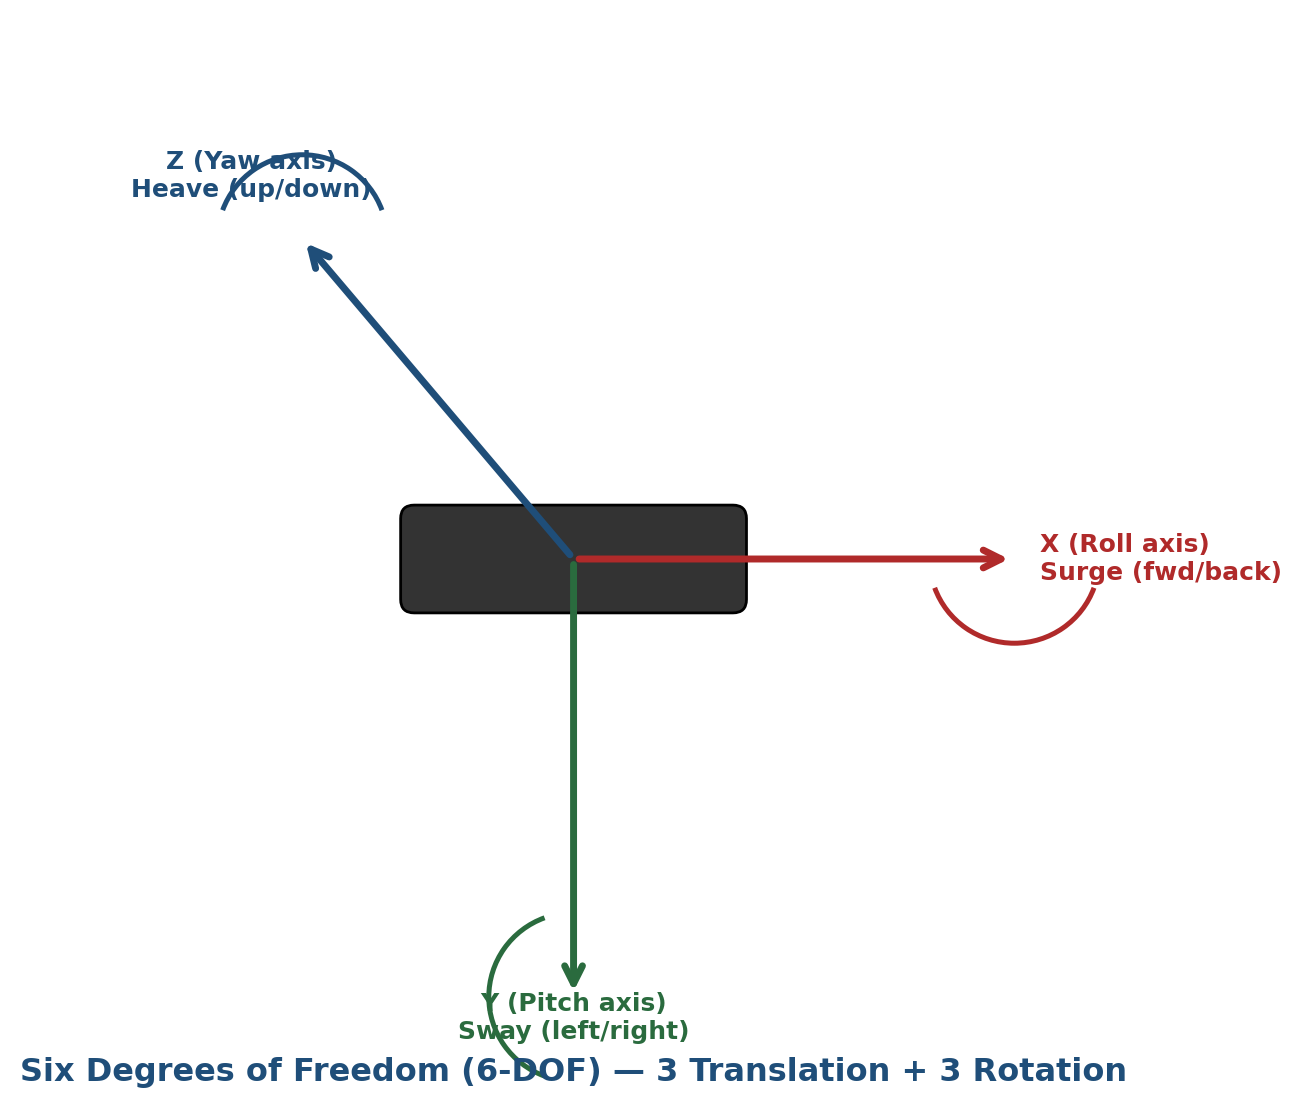 Z (Yaw axis)
Heave (up/down)
X (Roll axis)
Surge (fwd/back)
Y (Pitch axis)
Sway (left/right)
Six Degrees of Freedom (6-DOF) — 3 Translation + 3 Rotation